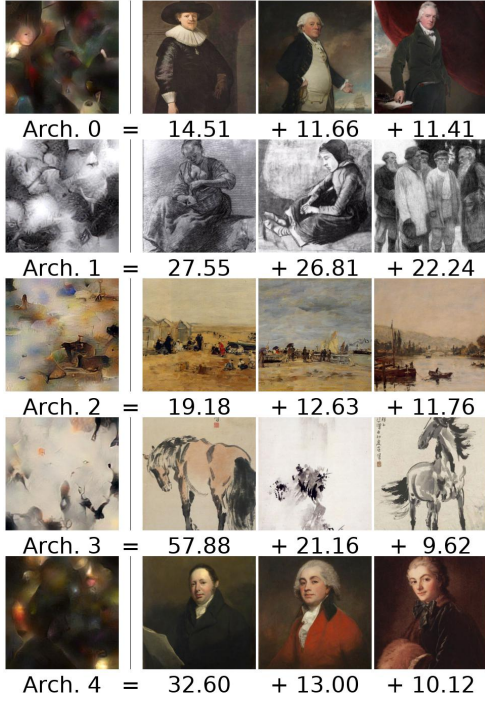 Arch. 0 = 14.51 + 11.66 + 11.41
Arch. 1 = 27.55 + 26.81 + 22.24
Arch. 2 = 19.18 + 12.63 + 11.76
Arch. 3 = 57.88 + 21.16 + 9.62
Arch. 4 = 32.60 + 13.00 + 10.12